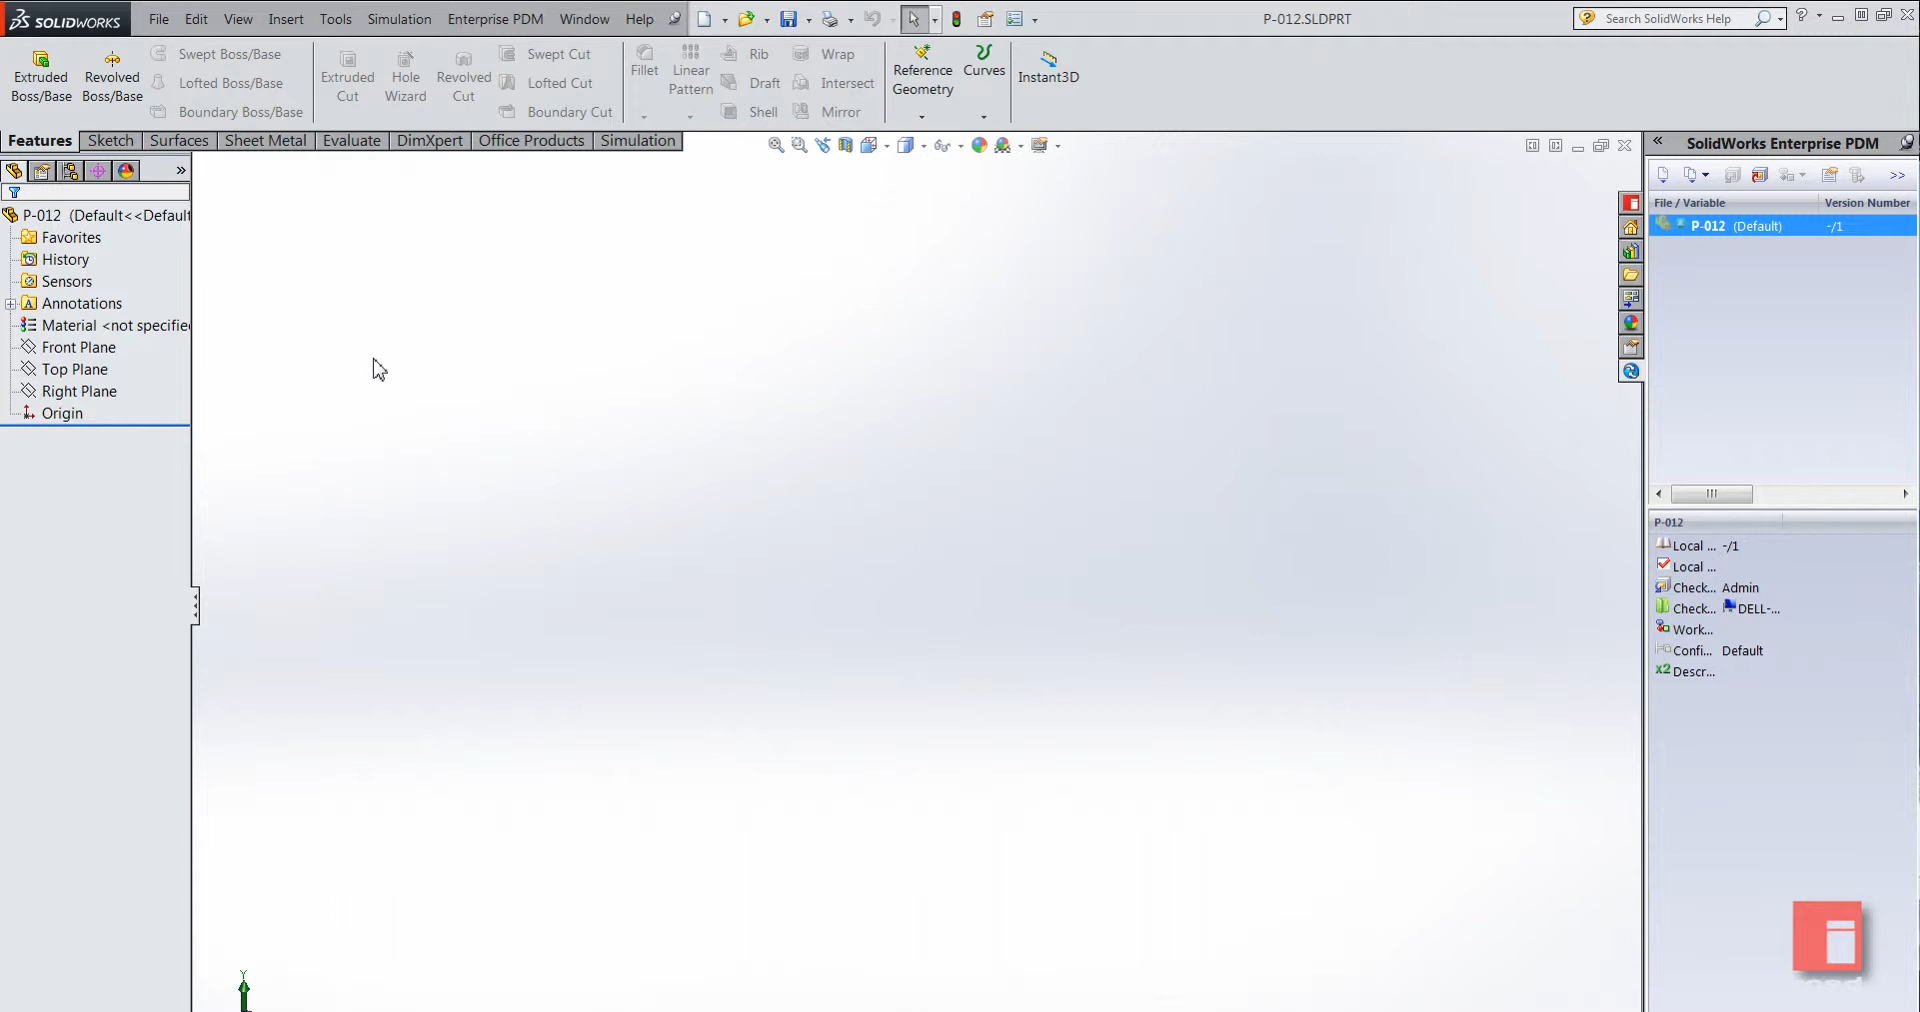 SOLIDWORKS File Edit View Insert Tools Simulation Enterprise PDM Window Help P-012.SLDPRT Search SolidWorks Help
Extruded Boss/Base
Revolved Boss/Base
Swept Boss/Base
Lofted Boss/Base
Boundary Boss/Base
Extruded Cut
Hole Wizard
Revolved Cut
Swept Cut
Lofted Cut
Boundary Cut
Fillet
Linear Pattern
Rib
Draft
Shell
Wrap
Intersect
Mirror
Reference Geometry
Curves
Instant3D
Features Sketch Surfaces Sheet Metal Evaluate DimXpert Office Products Simulation
P-012 (Default<<Default
Favorites
History
Sensors
Annotations
Material <not specified
Front Plane
Top Plane
Right Plane
Origin
Y
SolidWorks Enterprise PDM
>>
File / Variable Version Number
P-012 (Default) -/1
P-012
Local ... -/1
Local ...
Check... Admin
Check... DELL-...
Work...
Confi... Default
Descr...